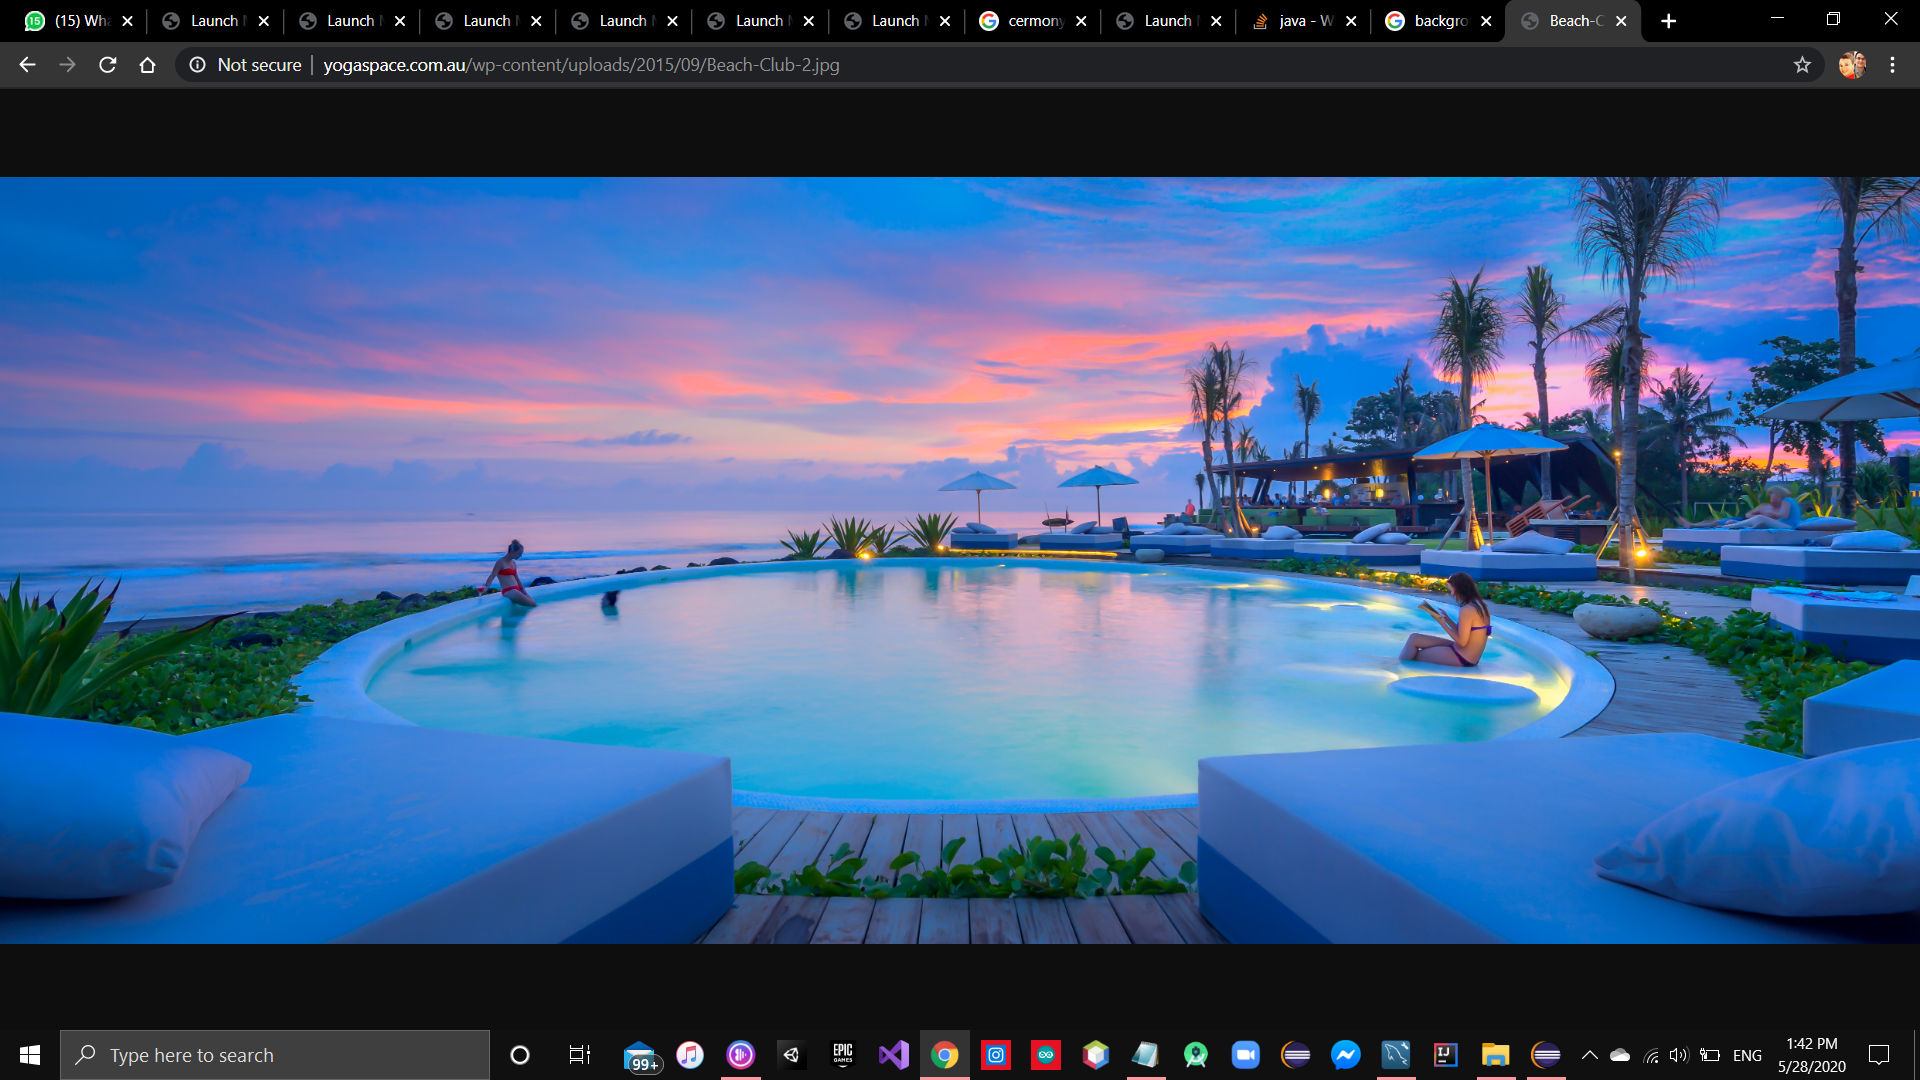 (15) Wha
Launch
Launch
Launch
Launch
Launch
Launch
cermony
Launch
java - W
backgro
Beach-C
Not secure
yogaspace.com.au/wp-content/uploads/2015/09/Beach-Club-2.jpg
Type here to search
99+
EPIC
GAMES
IJ
ENG
1:42 PM
5/28/2020